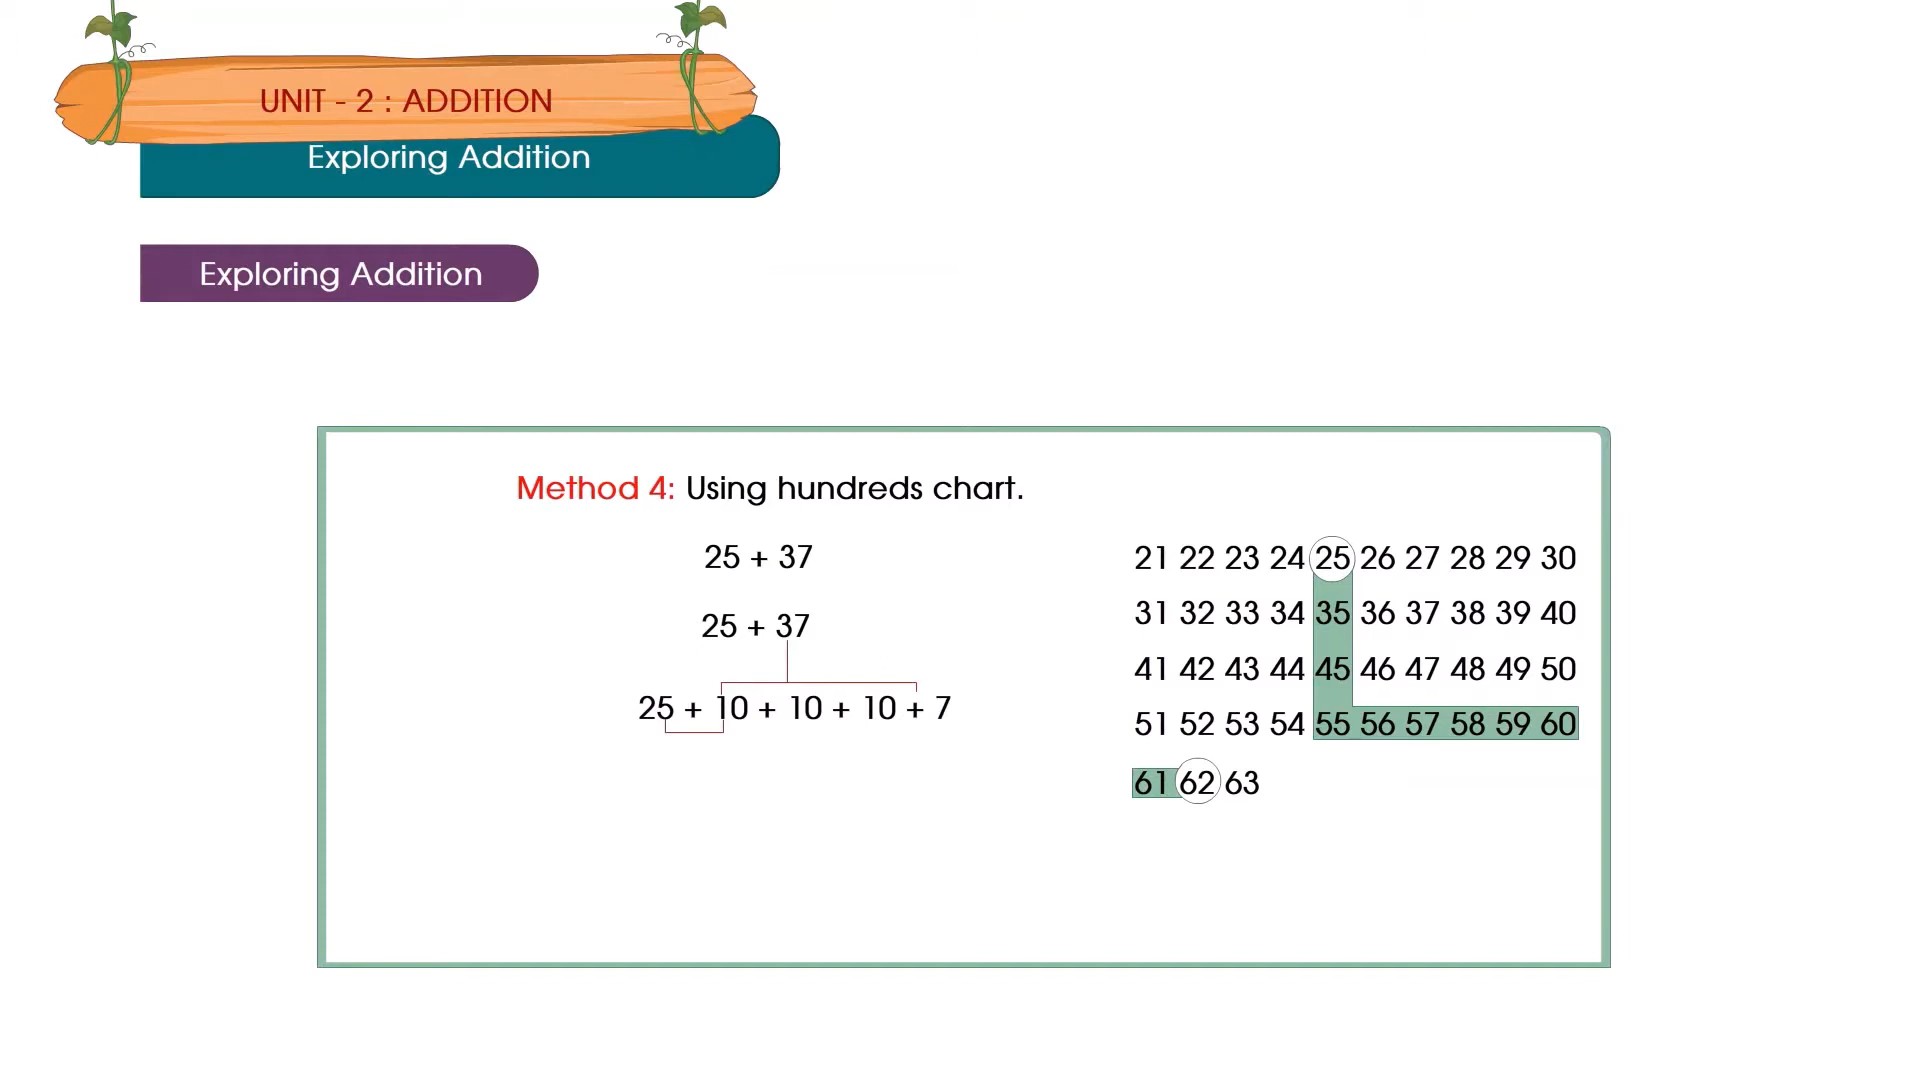 UNIT - 2 : ADDITION
Exploring Addition
Exploring Addition
Method 4: Using hundreds chart.
25 + 37
25 + 37
25 + 10 + 10 + 10 + 7
21 22 23 24 25 26 27 28 29 30
31 32 33 34 35 36 37 38 39 40
41 42 43 44 45 46 47 48 49 50
51 52 53 54 55 56 57 58 59 60
61 62 63